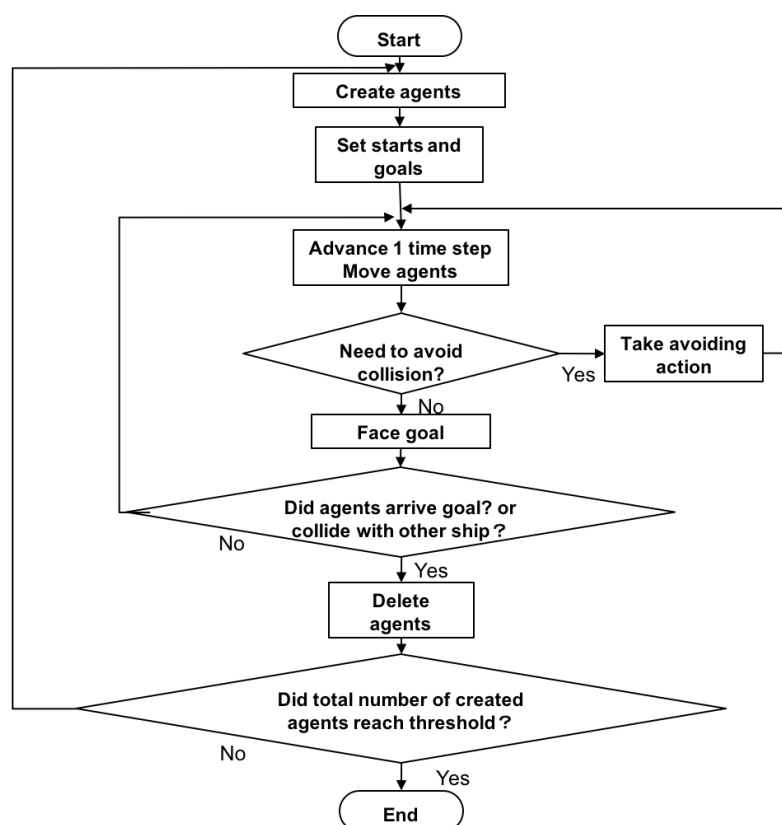 Start
Create agents
Set starts and
goals
Advance 1 time step
Move agents
Need to avoid
collision?
Yes
Take avoiding
action
No
Face goal
Did agents arrive goal? or
collide with other ship？
No
Yes
Delete
agents
Did total number of created
agents reach threshold？
No
Yes
End